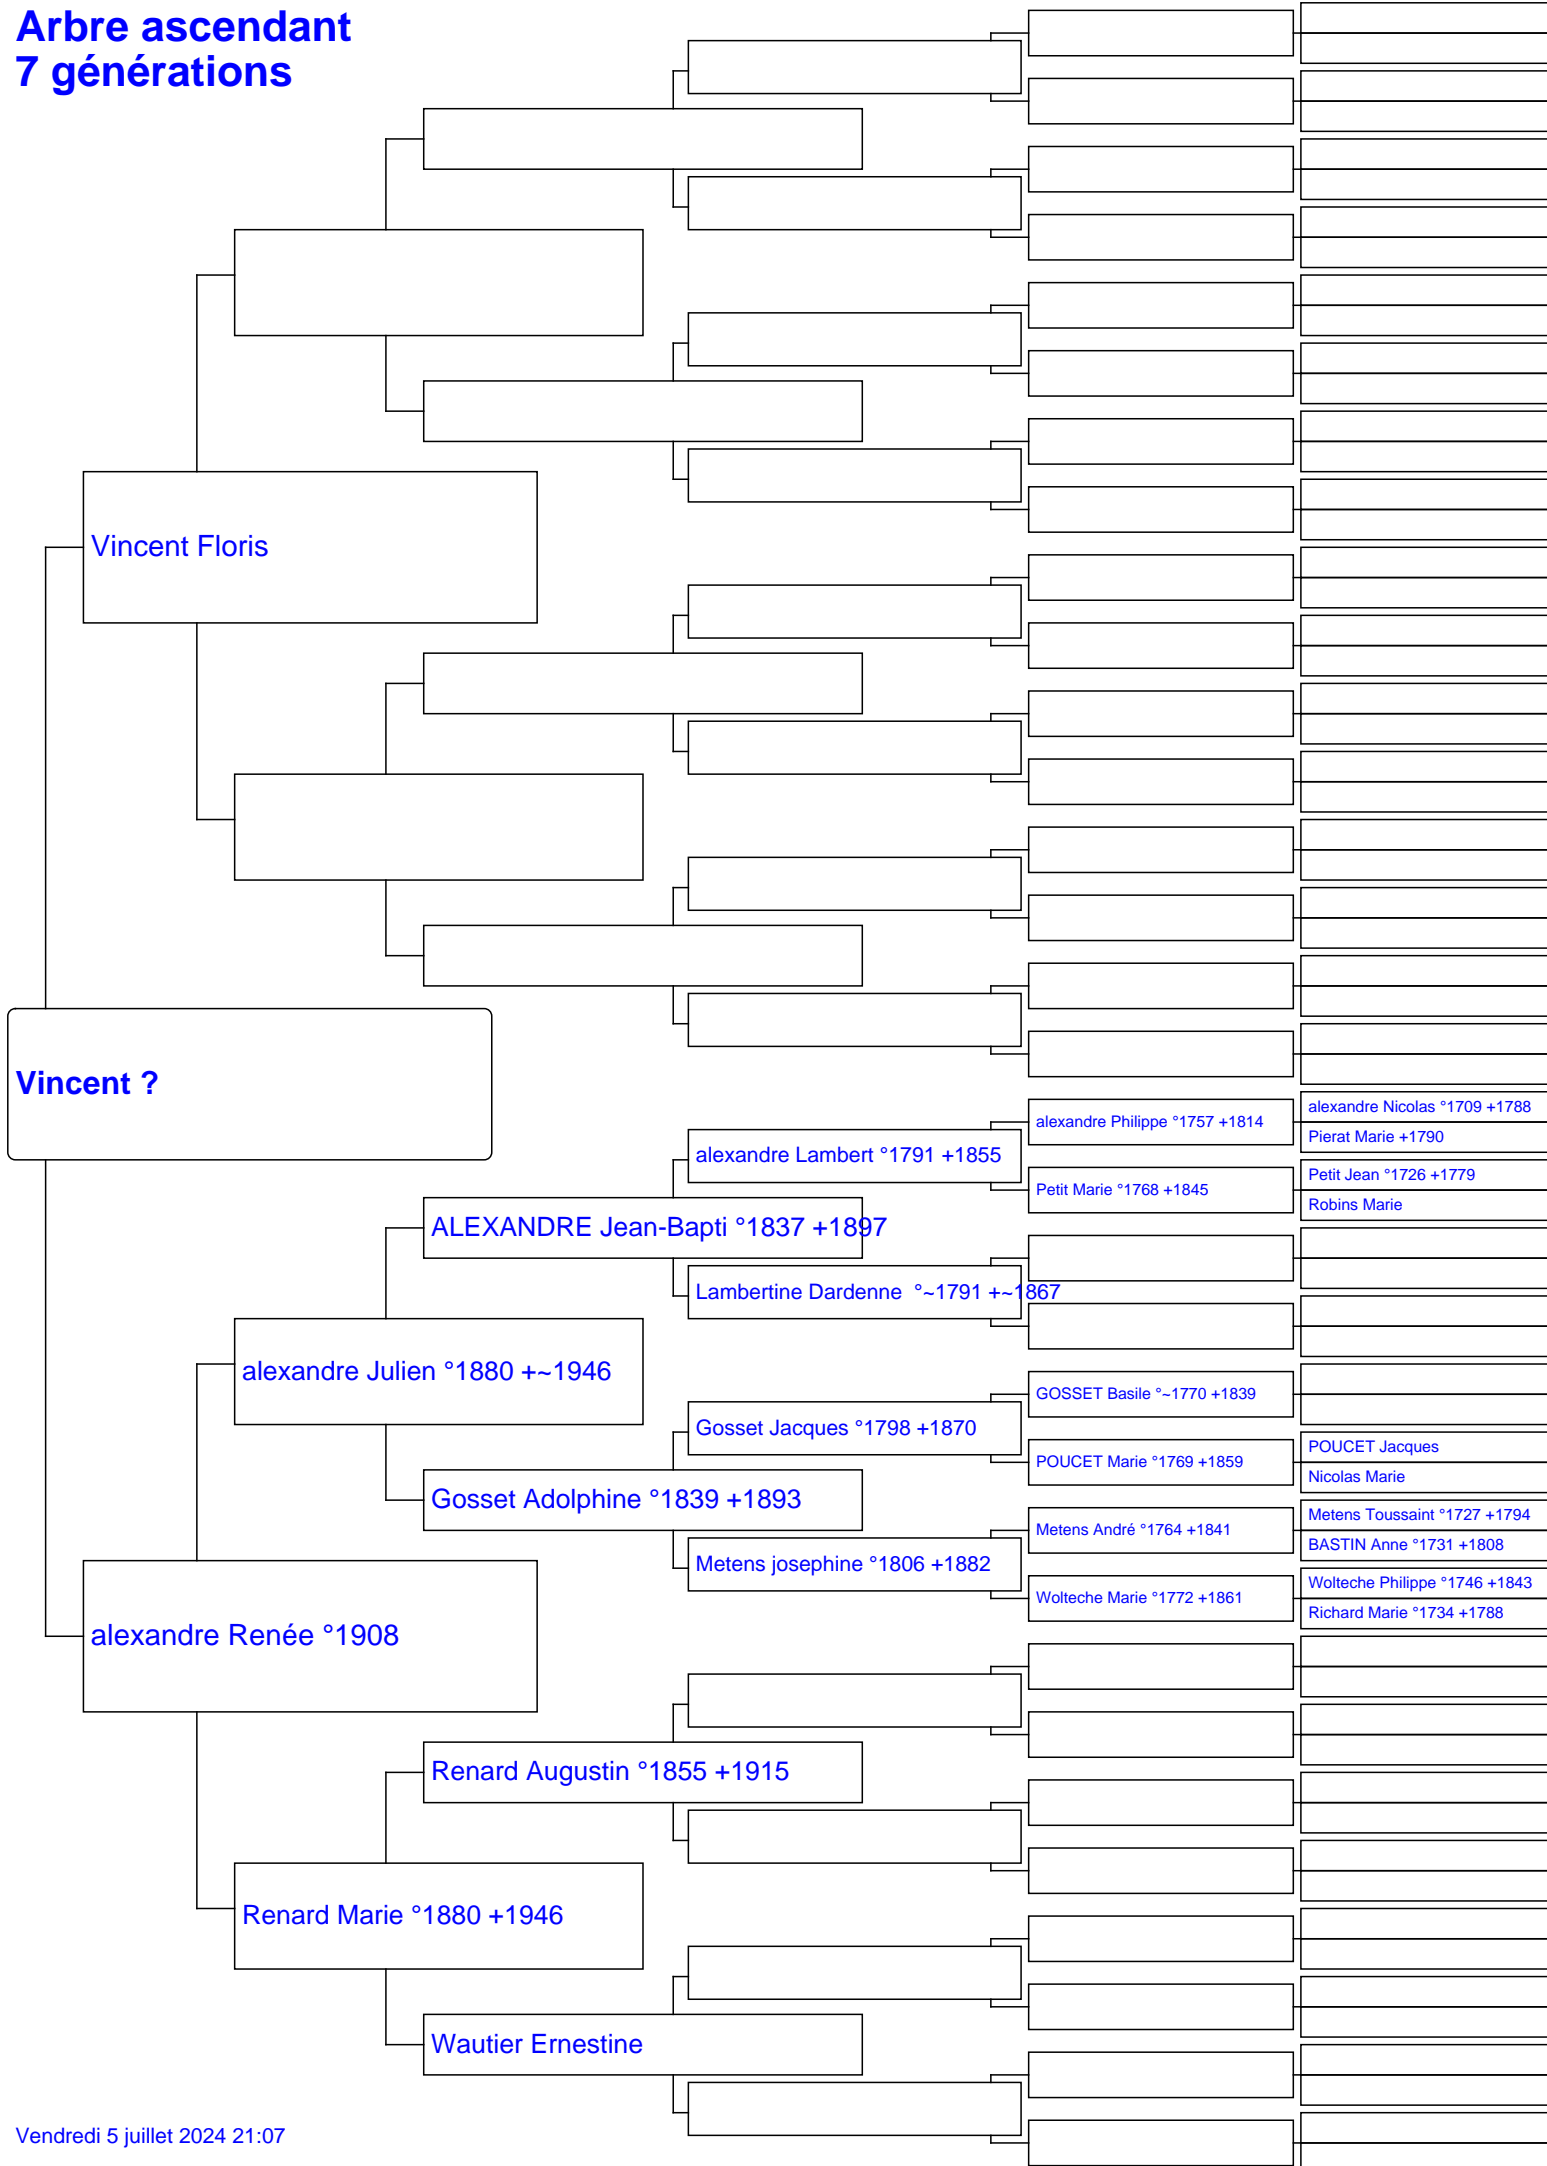 Arbre ascendant
7 générations
Vincent Floris
Vincent ?
alexandre Philippe °1757 +1814
alexandre Nicolas °1709 +1788
Pierat Marie +1790
alexandre Lambert °1791 +1855
Petit Marie °1768 +1845
Petit Jean °1726 +1779
Robins Marie
ALEXANDRE Jean-Bapti °1837 +1897
Lambertine Dardenne  °~1791 +~1867
alexandre Julien °1880 +~1946
GOSSET Basile °~1770 +1839
Gosset Jacques °1798 +1870
POUCET Marie °1769 +1859
POUCET Jacques
Nicolas Marie
Gosset Adolphine °1839 +1893
Metens André °1764 +1841
Metens Toussaint °1727 +1794
BASTIN Anne °1731 +1808
Metens josephine °1806 +1882
Wolteche Marie °1772 +1861
Wolteche Philippe °1746 +1843
Richard Marie °1734 +1788
alexandre Renée °1908
Renard Augustin °1855 +1915
Renard Marie °1880 +1946
Wautier Ernestine
Vendredi 5 juillet 2024 21:07